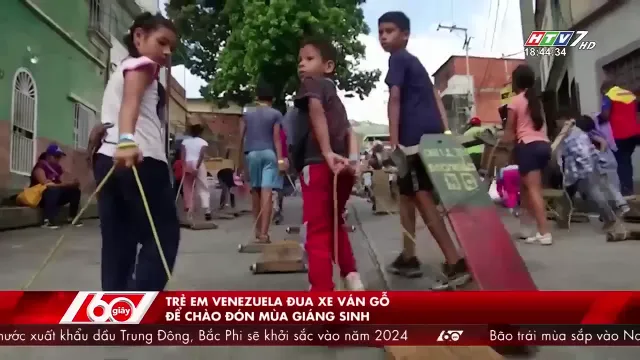 HTV7 HD
18:44:34
60 giây
TRẺ EM VENEZUELA ĐUA XE VÁN GỖ
ĐỂ CHÀO ĐÓN MÙA GIÁNG SINH
nước xuất khẩu dầu Trung Đông, Bắc Phi sẽ khởi sắc vào năm 2024 60s Bão trái mùa sắp vào No